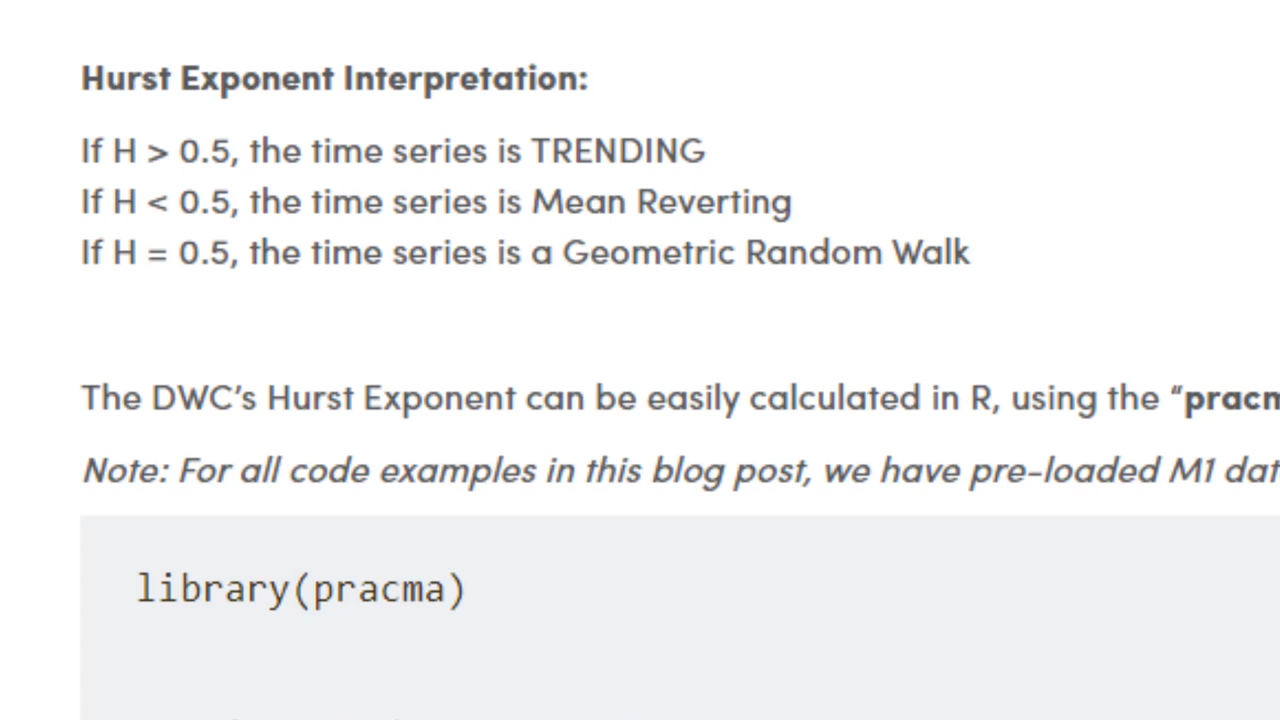 Hurst Exponent Interpretation:
If H > 0.5, the time series is TRENDING
If H < 0.5, the time series is Mean Reverting
If H = 0.5, the time series is a Geometric Random Walk
The DWC’s Hurst Exponent can be easily calculated in R, using the “pracm
Note: For all code examples in this blog post, we have pre-loaded M1 dat
library(pracma)